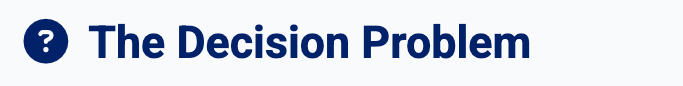 ? The Decision Problem